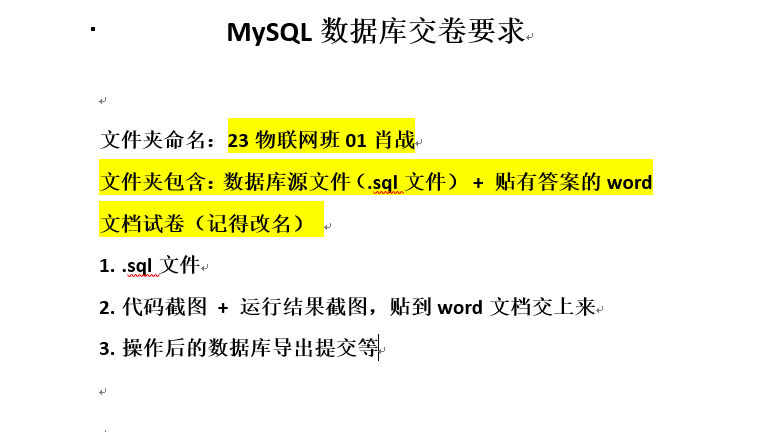 MySQL 数据库交卷要求
文件夹命名：23 物联网班 01 肖战
文件夹包含：数据库源文件（.sql 文件） + 贴有答案的 word
文档试卷（记得改名）
1. .sql 文件
2. 代码截图 + 运行结果截图，贴到 word 文档交上来
3. 操作后的数据库导出提交等